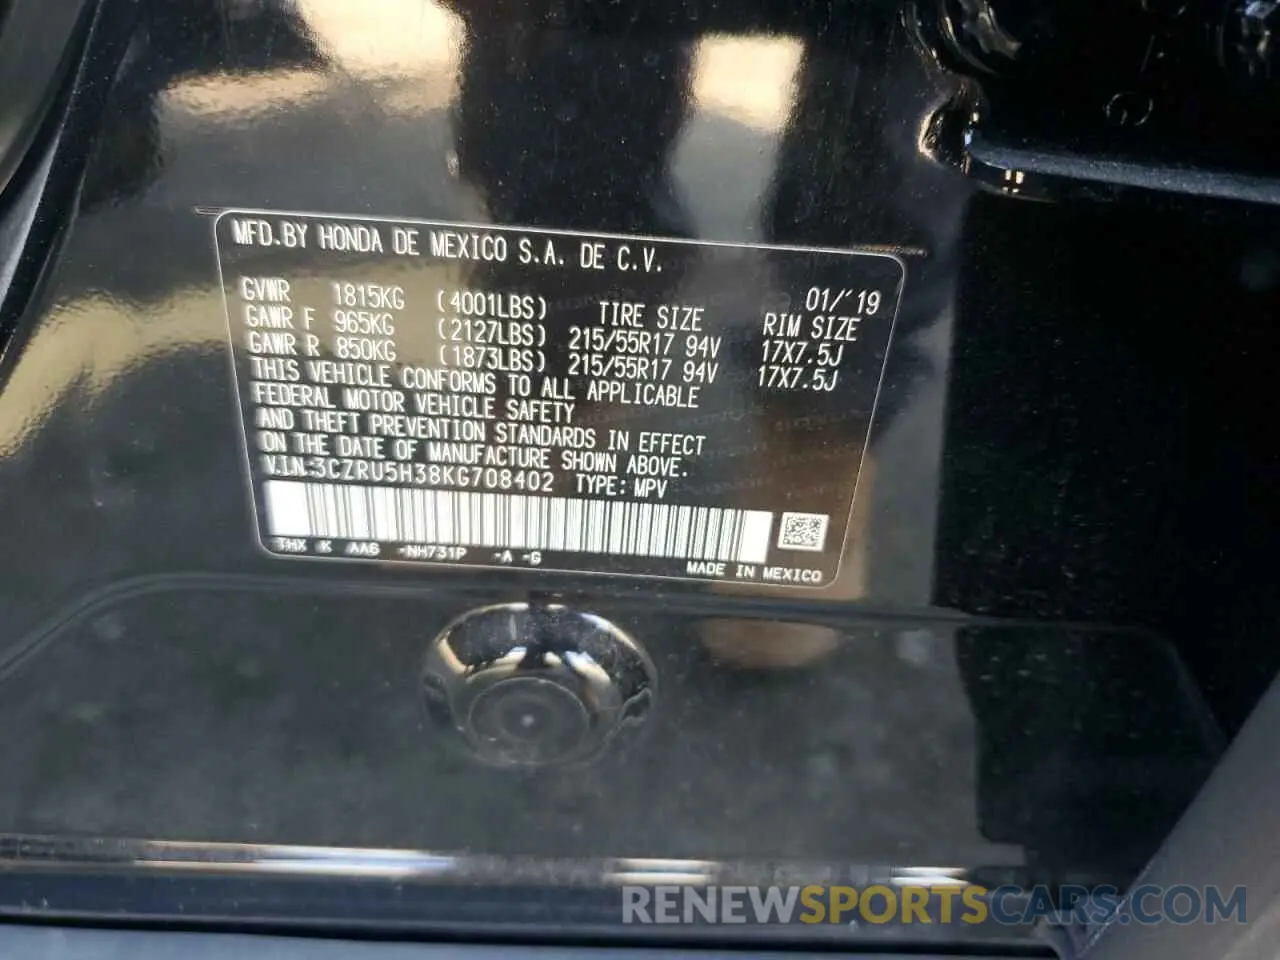 MFD.BY HONDA DE MEXICO S.A. DE C.V.
01/'19
GVWR 1815KG (4001LBS) TIRE SIZE RIM SIZE
GAWR F 965KG (2127LBS) 215/55R17 94V 17X7.5J
GAWR R 850KG (1873LBS) 215/55R17 94V 17X7.5J
THIS VEHICLE CONFORMS TO ALL APPLICABLE
FEDERAL MOTOR VEHICLE SAFETY
AND THEFT PREVENTION STANDARDS IN EFFECT
ON THE DATE OF MANUFACTURE SHOWN ABOVE.
V.I.N.:3CZRU5H38KG708402 TYPE: MPV
THX K AA6 -NH731P -A -G
MADE IN MEXICO
RENEWSPORTSCARS.COM